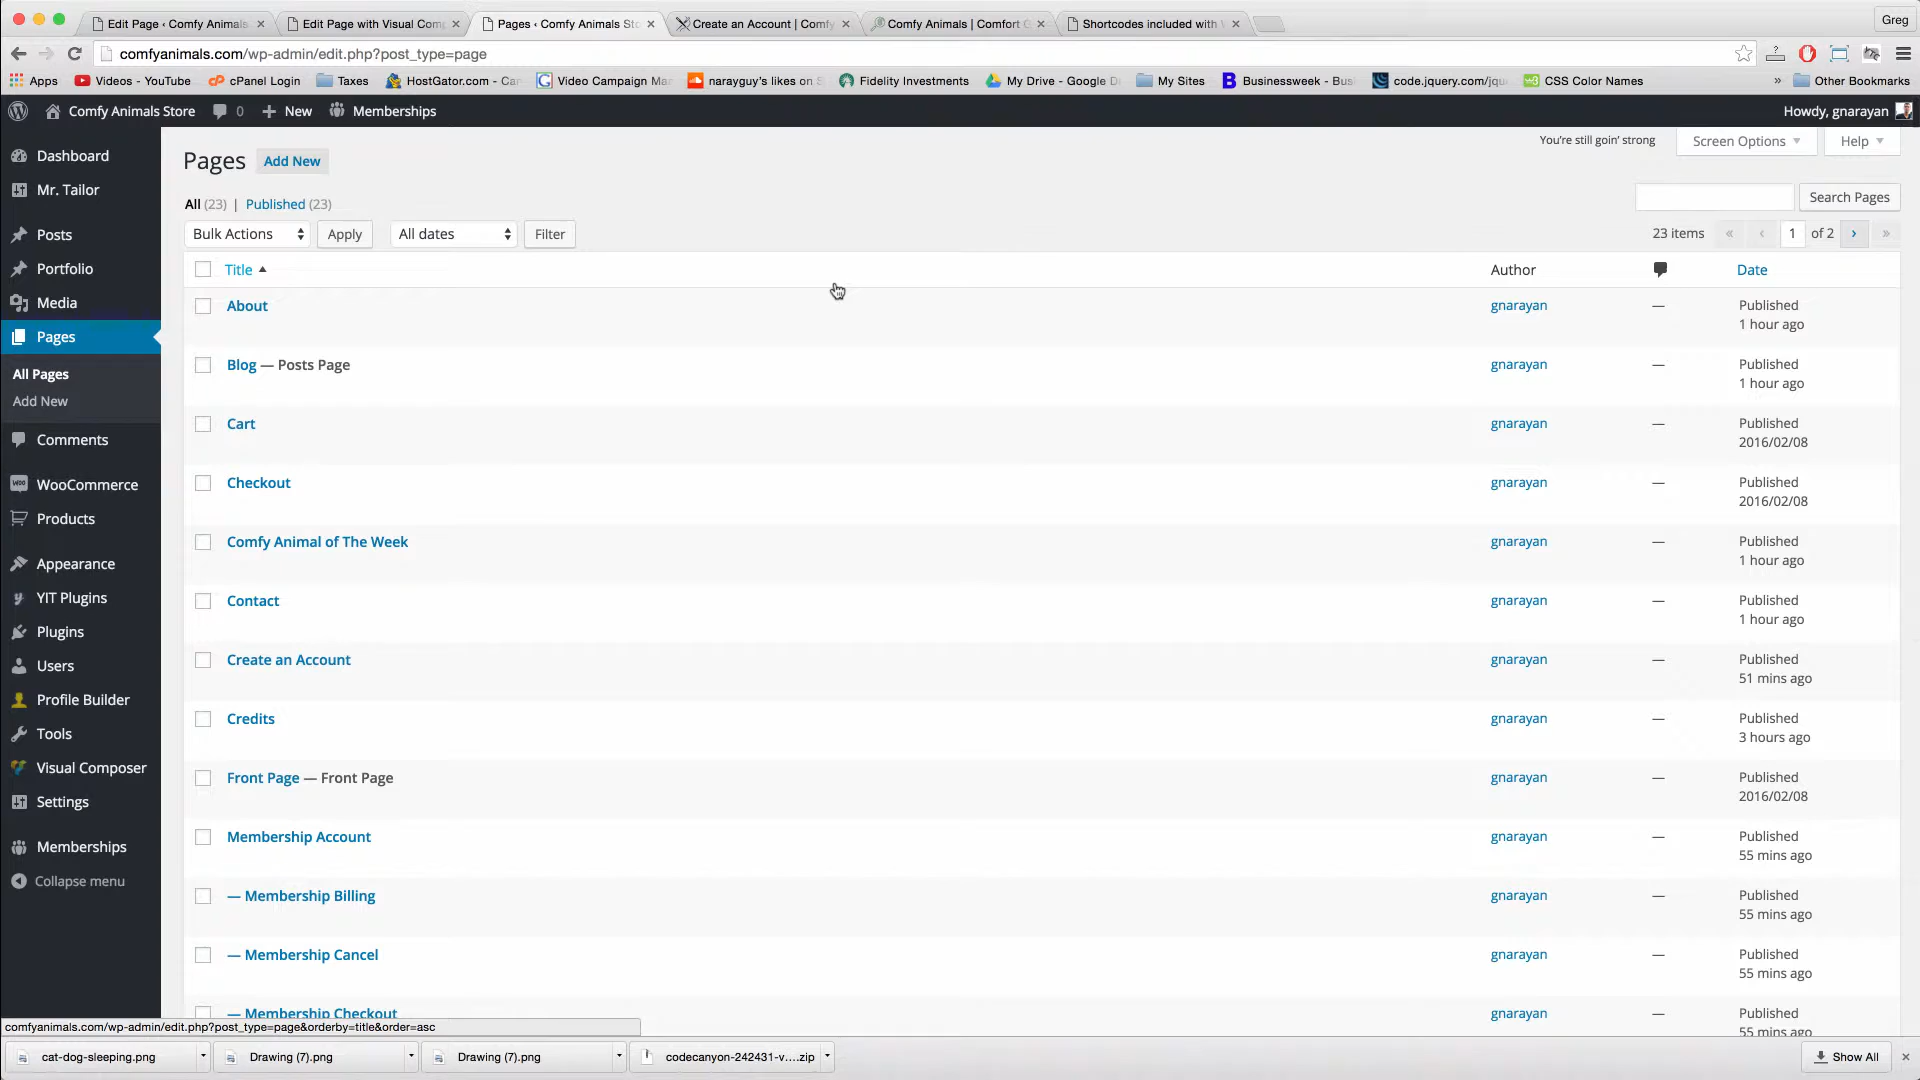 Edit Page ‹ Comfy Animals
Edit Page with Visual Com
Pages ‹ Comfy Animals Sto
Create an Account | Comfy
Comfy Animals | Comfort
Shortcodes included with
Greg
comfyanimals.com/wp-admin/edit.php?post_type=page
Apps
Videos - YouTube
cPanel Login
Taxes
HostGator.com - Ca
Video Campaign Ma
narayguy's likes on S
Fidelity Investments
My Drive - Google D
My Sites
Businessweek - Bus
code.jquery.com/jqu
CSS Color Names
»
Other Bookmarks
Comfy Animals Store
0
+ New
Memberships
Howdy, gnarayan
Dashboard
Mr. Tailor
Posts
Portfolio
Media
Pages
All Pages
Add New
Comments
WooCommerce
Products
Appearance
YIT Plugins
Plugins
Users
Profile Builder
Tools
Visual Composer
Settings
Memberships
Collapse menu
Pages Add New
You're still goin' strong
Screen Options
Help
All (23) | Published (23)
Search Pages
Bulk Actions Apply All dates Filter
23 items « ‹ 1 of 2 › »
Title Author Date
About gnarayan — Published
1 hour ago
Blog — Posts Page gnarayan — Published
1 hour ago
Cart gnarayan — Published
2016/02/08
Checkout gnarayan — Published
2016/02/08
Comfy Animal of The Week gnarayan — Published
1 hour ago
Contact gnarayan — Published
1 hour ago
Create an Account gnarayan — Published
51 mins ago
Credits gnarayan — Published
3 hours ago
Front Page — Front Page gnarayan — Published
2016/02/08
Membership Account gnarayan — Published
55 mins ago
— Membership Billing gnarayan — Published
55 mins ago
— Membership Cancel gnarayan — Published
55 mins ago
— Membership Checkout gnarayan — Published
55 mins ago
comfyanimals.com/wp-admin/edit.php?post_type=page&orderby=title&order=asc
cat-dog-sleeping.png
Drawing (7).png
Drawing (7).png
codecanyon-242431-v....zip
Show All